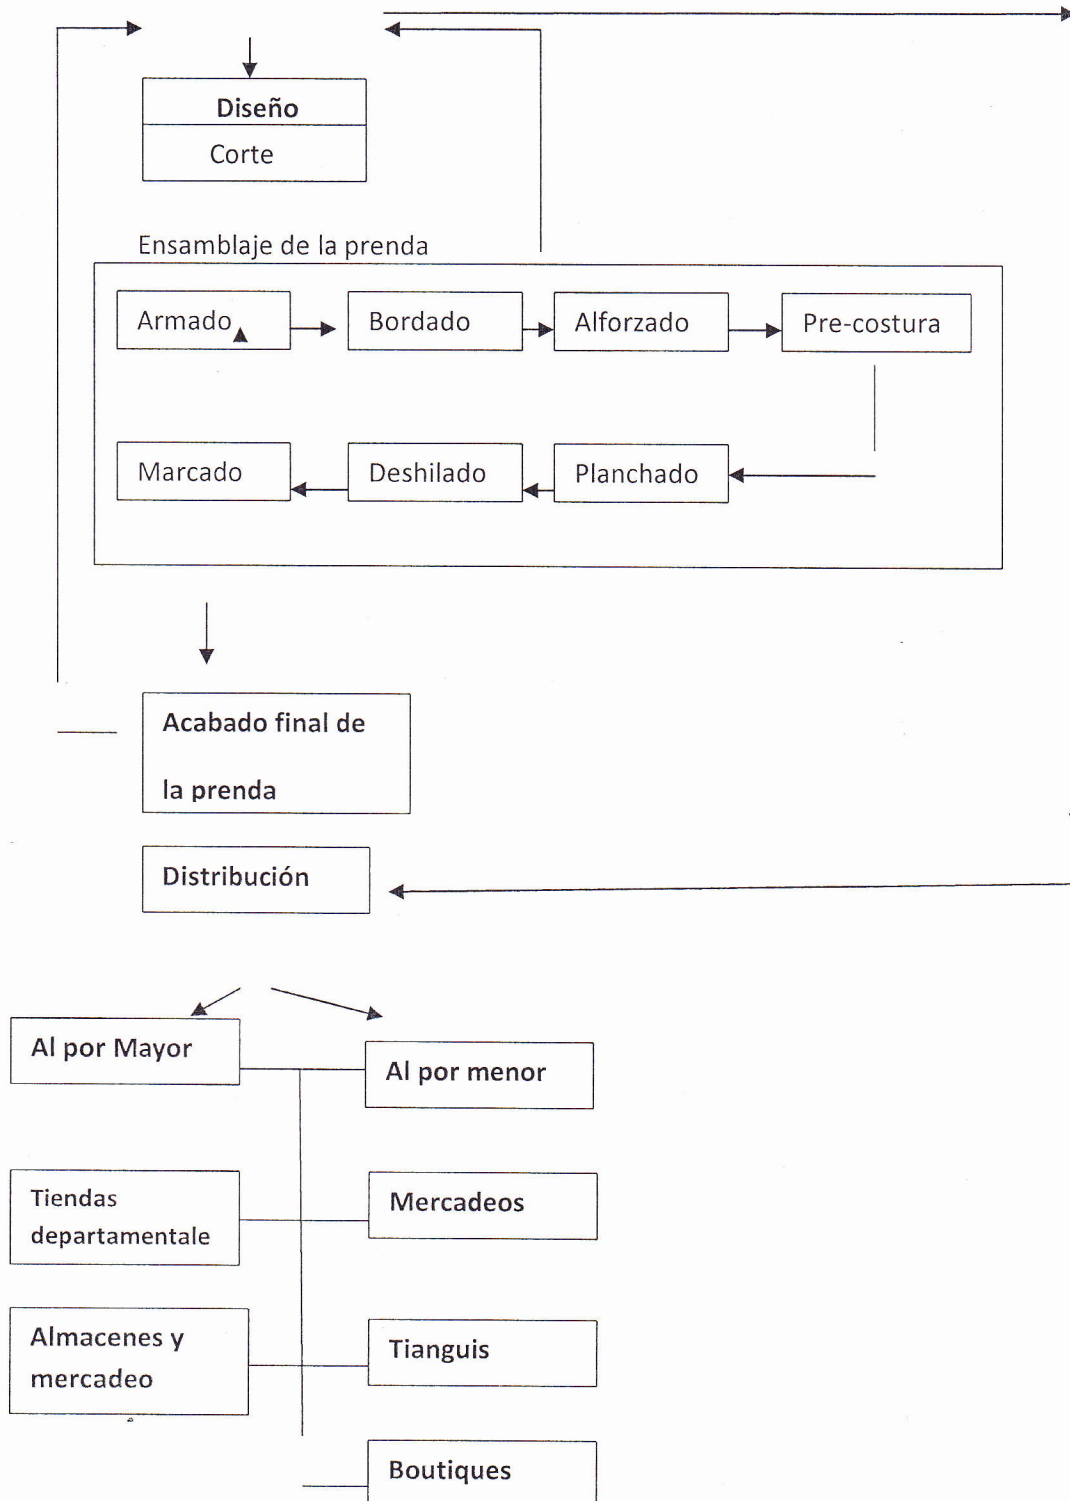 Diseño
Corte
Ensamblaje de la prenda
Armado
Bordado
Alforzado
Pre-costura
Marcado
Deshilado
Planchado
Acabado final de
la prenda
Distribución
Al por Mayor
Al por menor
Tiendas
departamentale
Mercadeos
Almacenes y
mercadeo
Tianguis
Boutiques